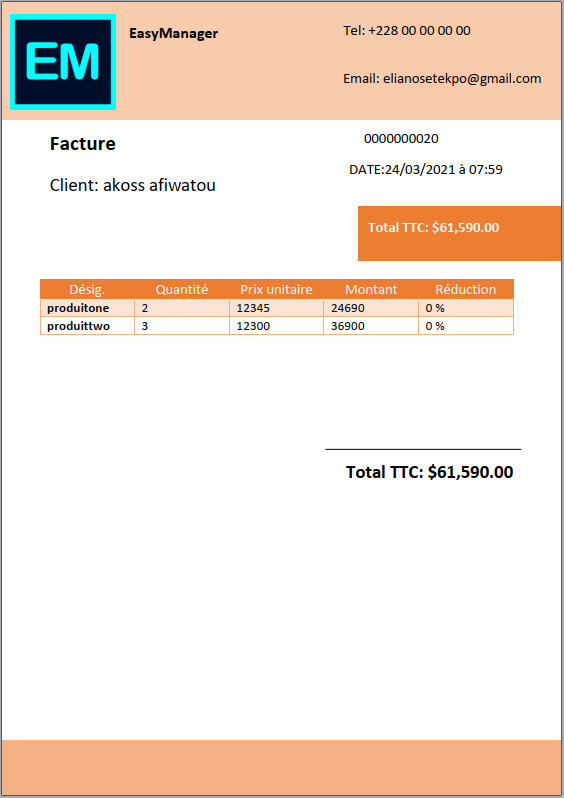 EM
EasyManager
Tel: +228 00 00 00 00
Email: elianosetekpo@gmail.com
Facture
0000000020
DATE:24/03/2021 à 07:59
Client: akoss afiwatou
Total TTC: $61,590.00
Désig. Quantité Prix unitaire Montant Réduction
produitone 2 12345 24690 0 %
produittwo 3 12300 36900 0 %
Total TTC: $61,590.00